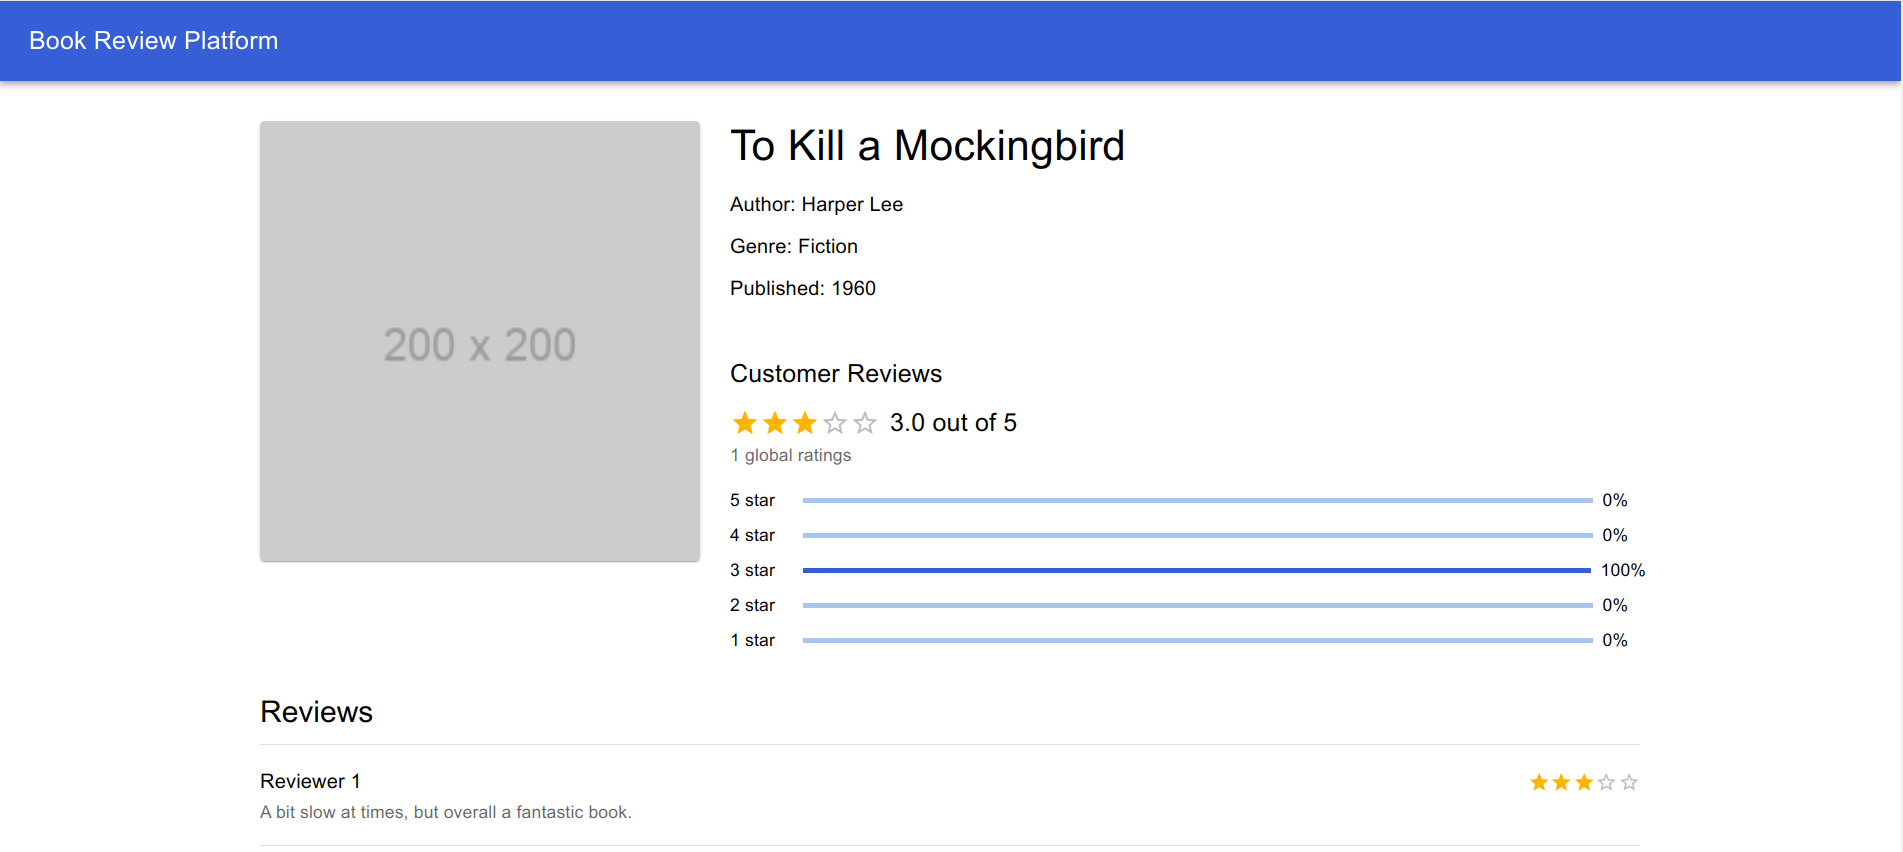 Book Review Platform
200 x 200
To Kill a Mockingbird
Author: Harper Lee
Genre: Fiction
Published: 1960
Customer Reviews
3.0 out of 5
1 global ratings
5 star 0%
4 star 0%
3 star 100%
2 star 0%
1 star 0%
Reviews
Reviewer 1
A bit slow at times, but overall a fantastic book.